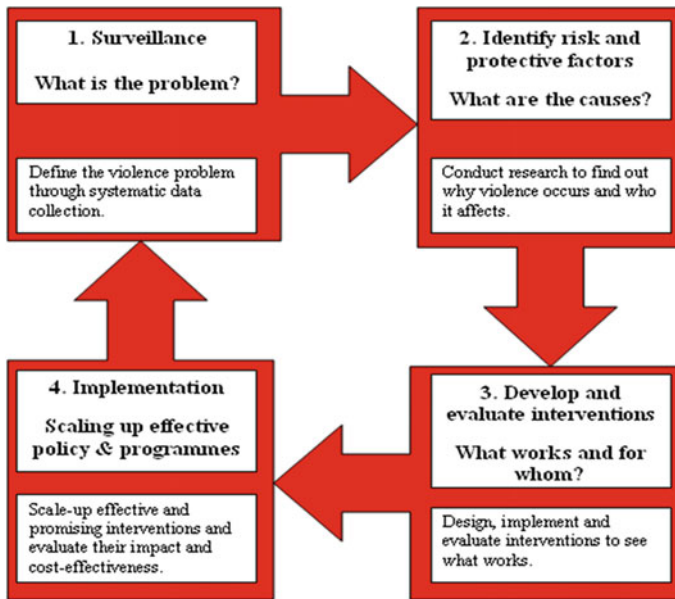 1. Surveillance
What is the problem?
Define the violence problem
through systematic data
collection.
2. Identify risk and
protective factors
What are the causes?
Conduct research to find out
why violence occurs and who
it affects.
3. Develop and
evaluate interventions
What works and for
whom?
Design, implement and
evaluate interventions to see
what works.
4. Implementation
Scaling up effective
policy & programmes
Scale-up effective and
promising interventions and
evaluate their impact and
cost-effectiveness.